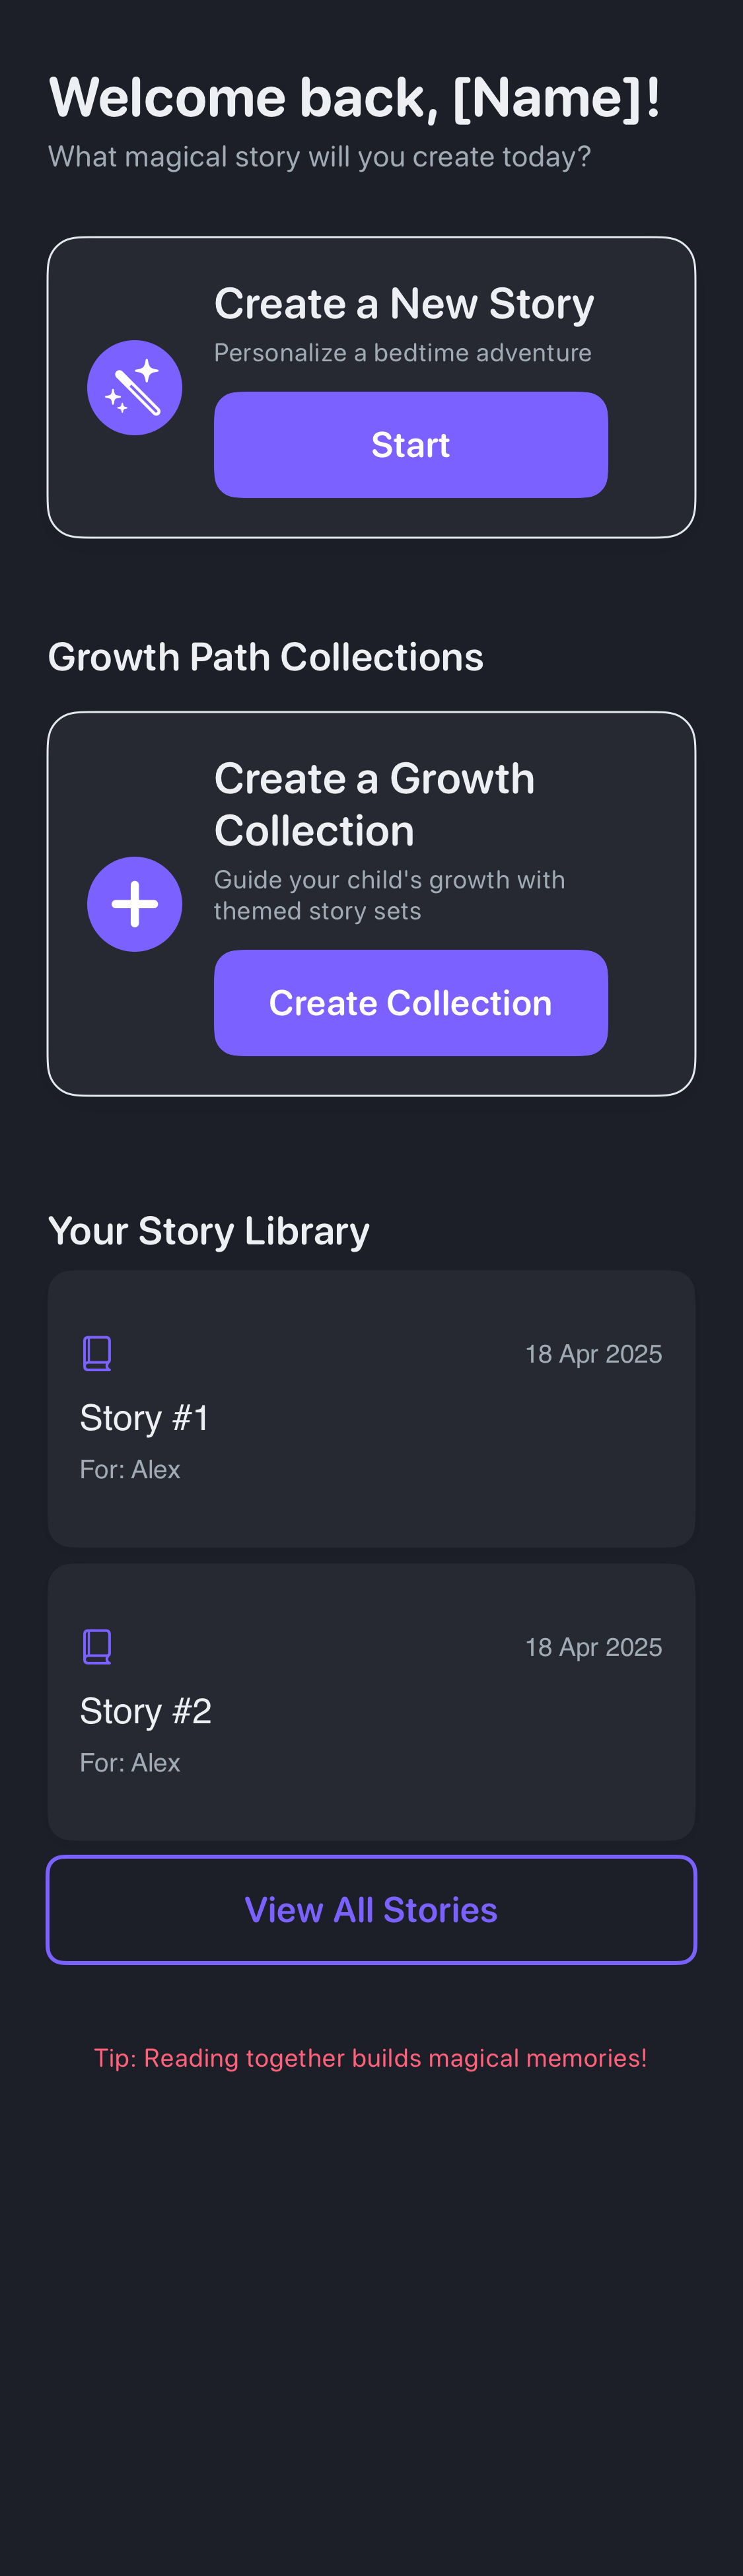 Welcome back, [Name]!
What magical story will you create today?
Create a New Story
Personalize a bedtime adventure
Start
Growth Path Collections
Create a Growth
Collection
Guide your child's growth with
themed story sets
Create Collection
Your Story Library
18 Apr 2025
Story #1
For: Alex
18 Apr 2025
Story #2
For: Alex
View All Stories
Tip: Reading together builds magical memories!